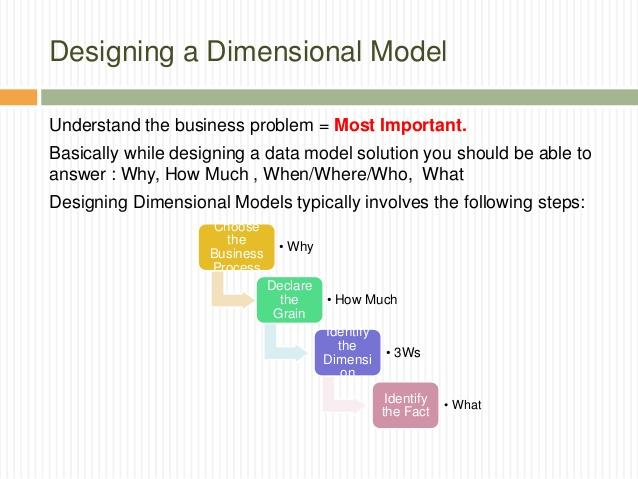 Designing a Dimensional Model
Understand the business problem = Most Important.
Basically while designing a data model solution you should be able to
answer : Why, How Much , When/Where/Who,  What
Designing Dimensional Models typically involves the following steps:
Choose
the
Business
Process
• Why
Declare
the
Grain
• How Much
Identify
the
Dimensi
on
• 3Ws
Identify
the Fact
• What